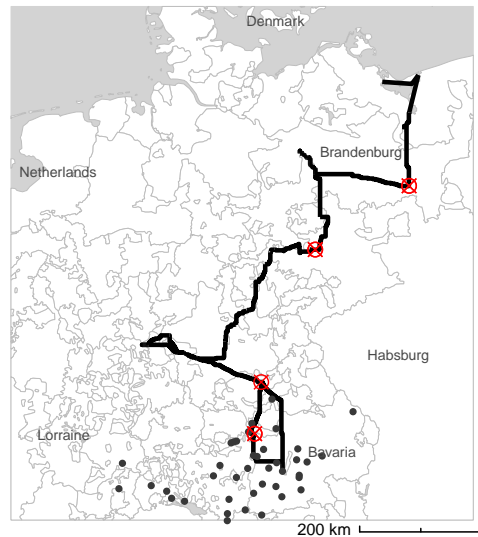 Denmark
Brandenburg
Netherlands
Habsburg
Lorraine
Bavaria
200 km